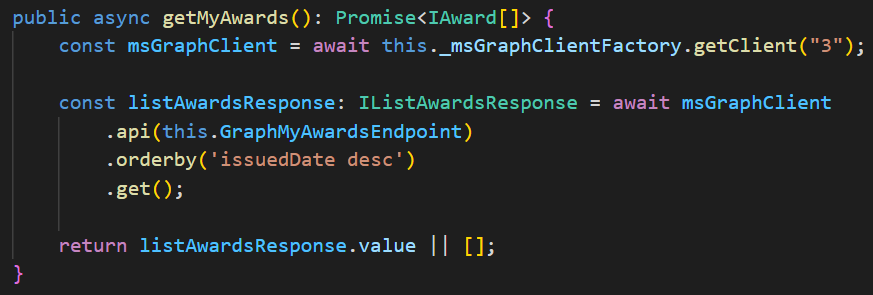 public async getMyAwards(): Promise<IAward[]> {
const msGraphClient = await this._msGraphClientFactory.getClient("3");
const listAwardsResponse: IListAwardsResponse = await msGraphClient
.api(this.GraphMyAwardsEndpoint)
.orderby('issuedDate desc')
.get();
return listAwardsResponse.value || [];
}